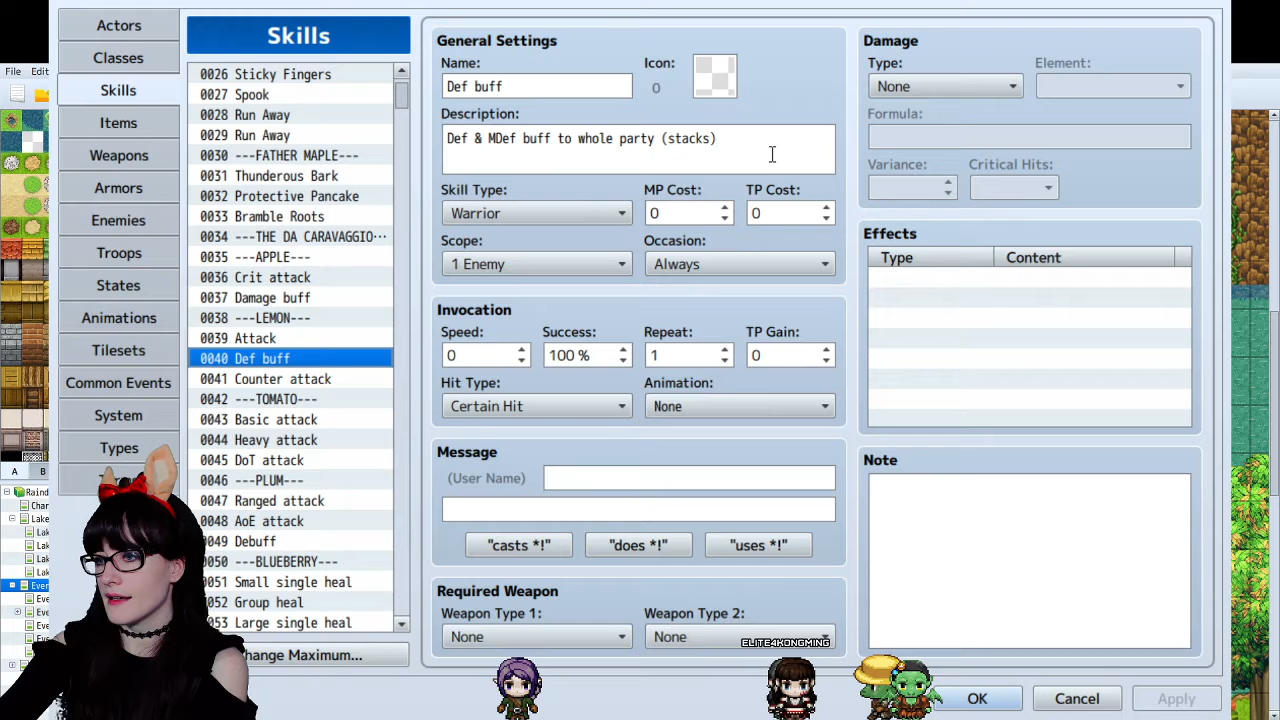 Actors
Classes
Skills
Items
Weapons
Armors
Enemies
Troops
States
Animations
Tilesets
Common Events
System
Types
File Edit
A B
Skills
0026 Sticky Fingers
0027 Spook
0028 Run Away
0029 Run Away
0030 ---FATHER MAPLE---
0031 Thunderous Bark
0032 Protective Pancake
0033 Bramble Roots
0034 ---THE DA CARAVAGGIO···
0035 ---APPLE---
0036 Crit attack
0037 Damage buff
0038 ---LEMON---
0039 Attack
0040 Def buff
0041 Counter attack
0042 ---TOMATO---
0043 Basic attack
0044 Heavy attack
0045 DoT attack
0046 ---PLUM---
0047 Ranged attack
0048 AoE attack
0049 Debuff
0050 ---BLUEBERRY---
0051 Small single heal
0052 Group heal
0053 Large single heal
hange Maximum...
General Settings
Name:
Icon:
Def buff
0
Description:
Def & MDef buff to whole party (stacks)
Skill Type:
MP Cost:
TP Cost:
Warrior
0
0
Scope:
Occasion:
1 Enemy
Always
Invocation
Speed:
Success:
Repeat:
TP Gain:
0
100 %
1
0
Hit Type:
Animation:
Certain Hit
None
Message
(User Name)
"casts *!"
"does *!"
"uses *!"
Required Weapon
Weapon Type 1:
Weapon Type 2:
None
None
ELITE4KONGMING
Damage
Type:
Element:
None
Formula:
Variance:
Critical Hits:
Effects
Type
Content
Note
OK
Cancel
Apply